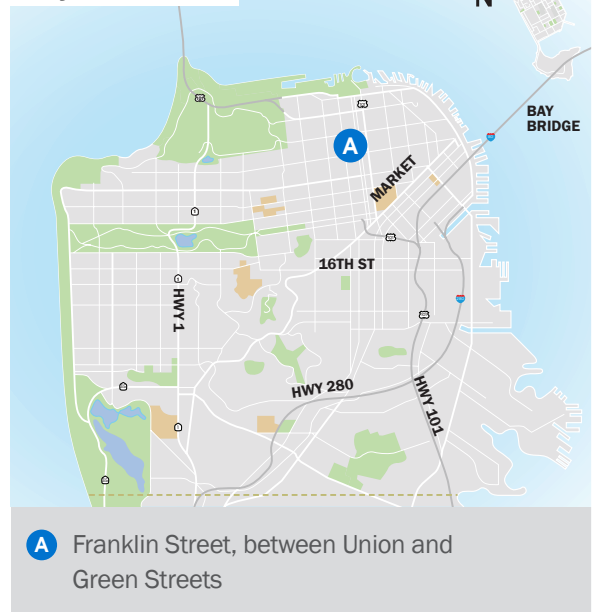 N
BAY
BRIDGE
A
MARKET
16TH ST
HWY 1
HWY 280
HWY 101
A Franklin Street, between Union and
Green Streets